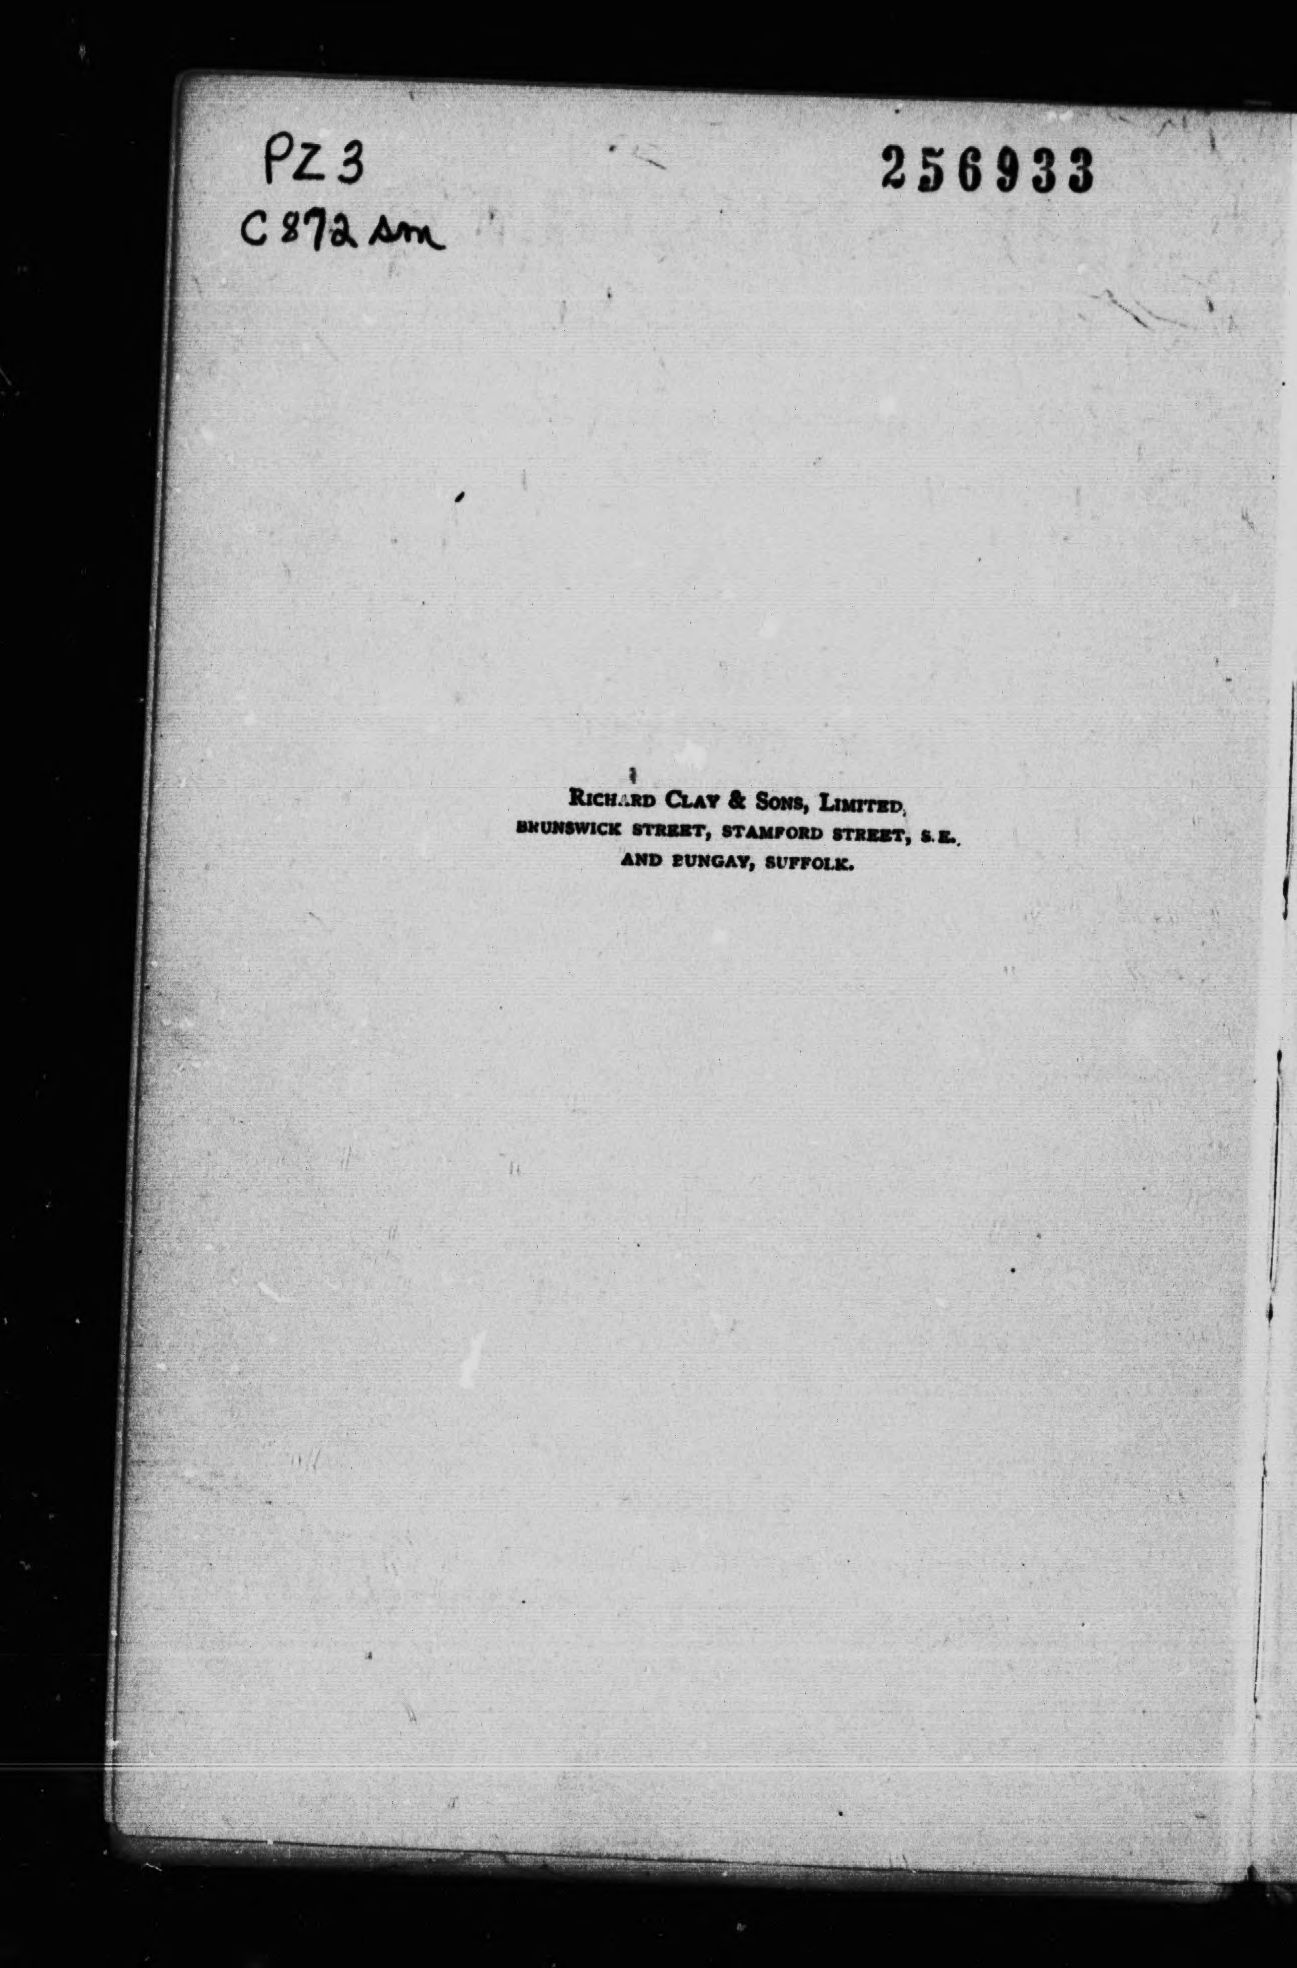 PZ3
C872sm
256933
RICHARD CLAY & SONS, LIMITED,
BRUNSWICK STREET, STAMFORD STREET, S.E.,
AND BUNGAY, SUFFOLK.